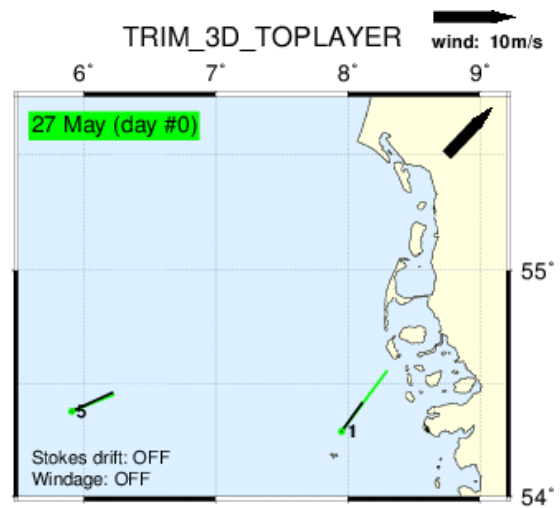 TRIM_3D_TOPLAYER
wind: 10m/s
6° 7° 8° 9°
27 May (day #0)
55°
5
1
Stokes drift: OFF
Windage: OFF
54°